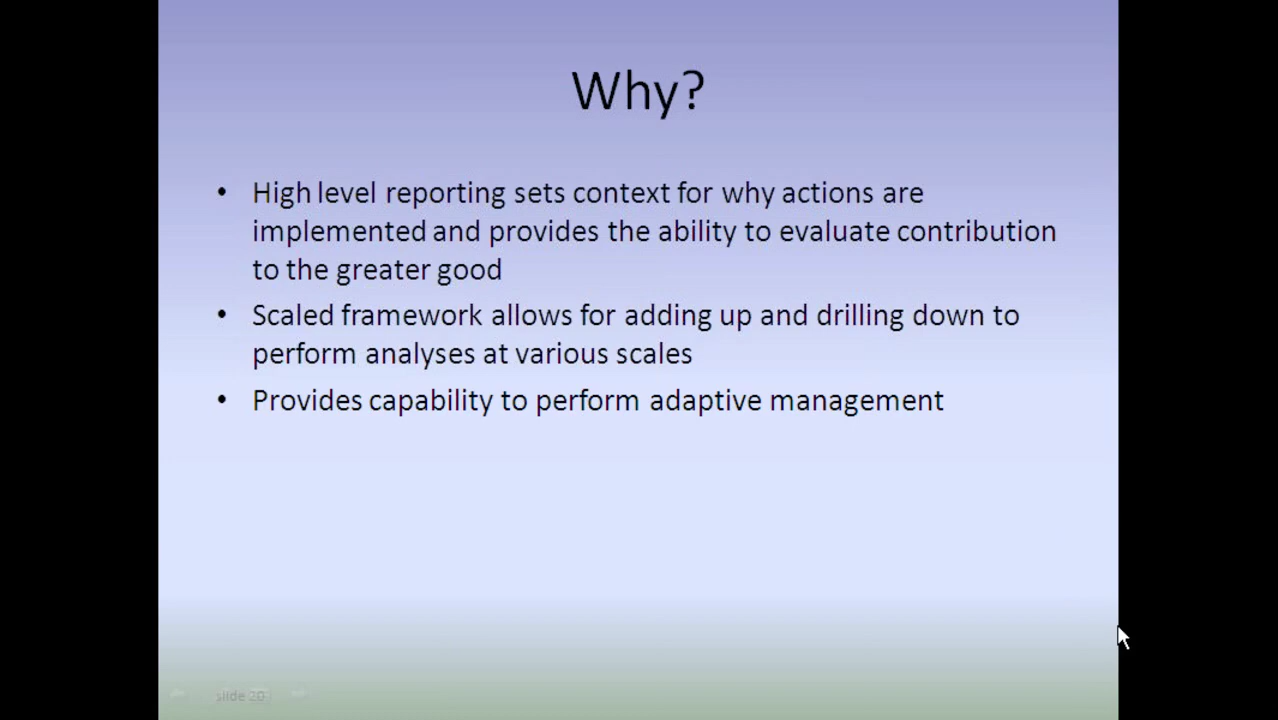 Why?
• High level reporting sets context for why actions are
implemented and provides the ability to evaluate contribution
to the greater good
• Scaled framework allows for adding up and drilling down to
perform analyses at various scales
• Provides capability to perform adaptive management
slide 20